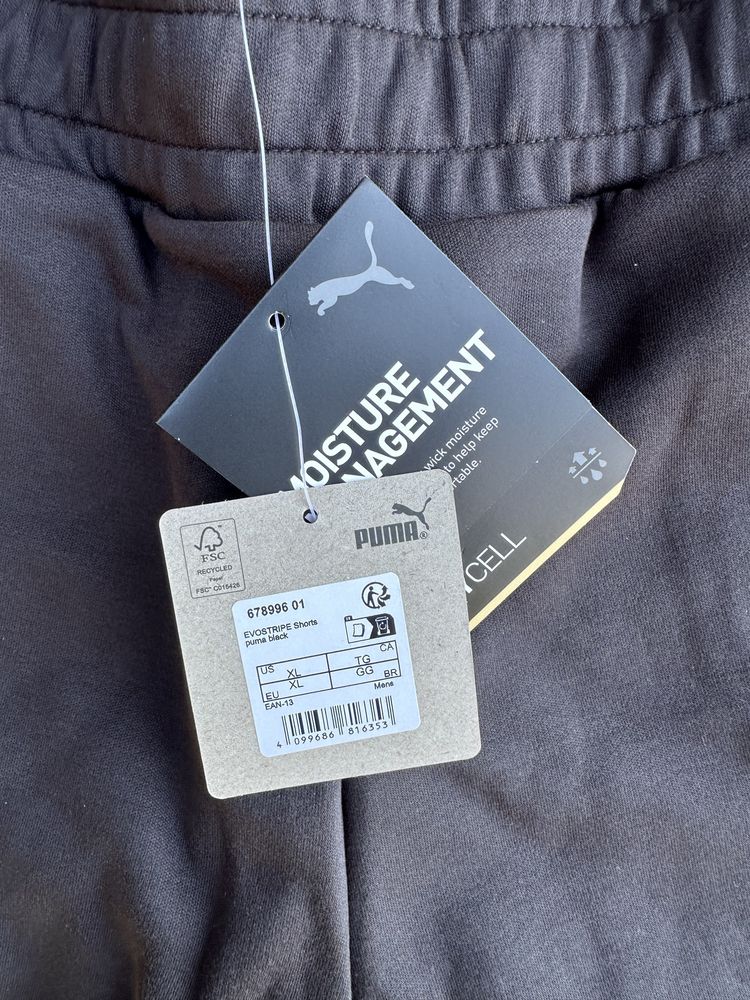 MOISTURE
NAGEMENT
wick moisture
to help keep
rtable.
CELL
FSC
RECYCLED
Paper
FSC® C016426
PUMA®
678996 01
EVOSTRIPE Shorts
puma black
US XL TG CA
EU XL GG BR
EAN-13 Mens
4 099686 816353